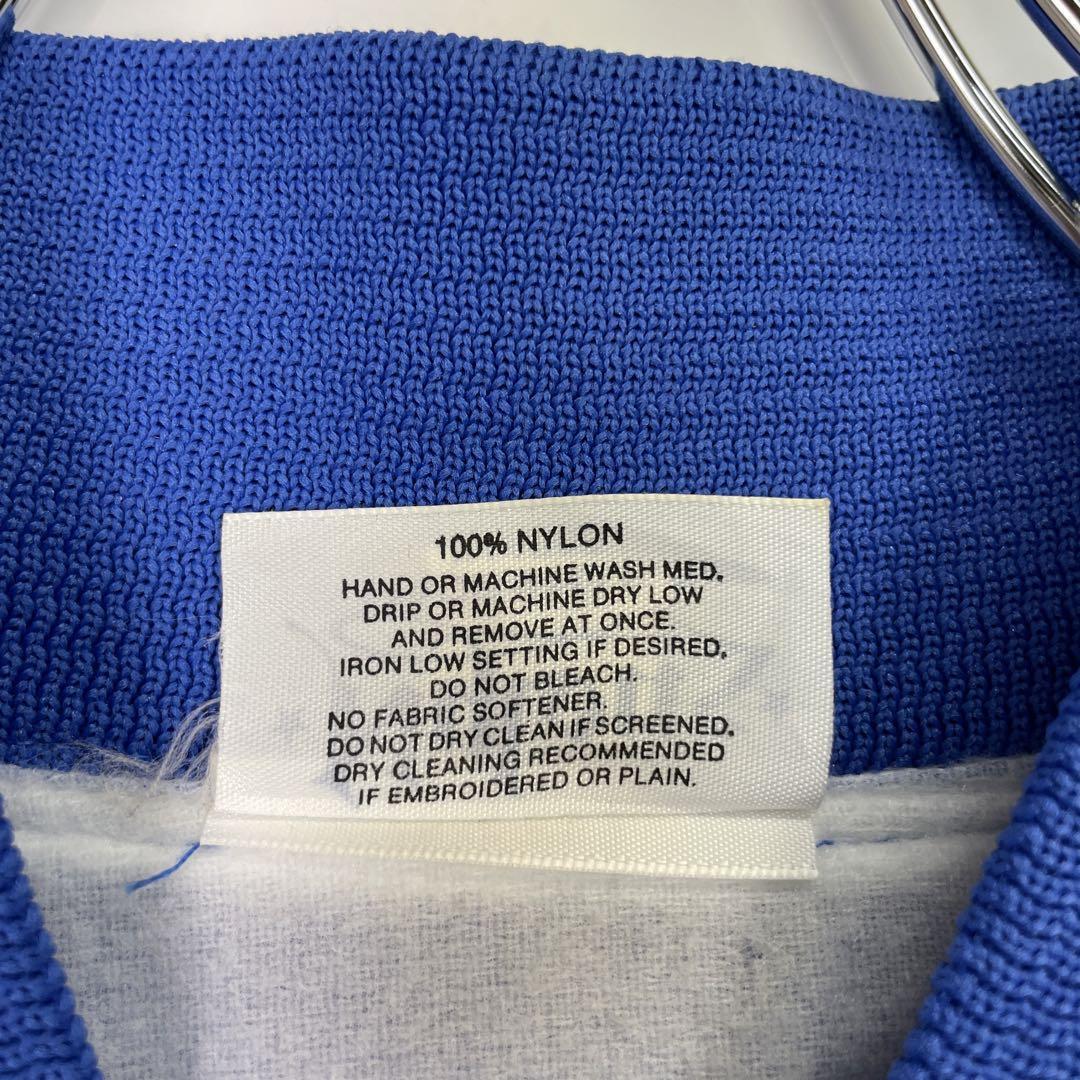 100% NYLON
HAND OR MACHINE WASH MED.
DRIP OR MACHINE DRY LOW
AND REMOVE AT ONCE.
IRON LOW SETTING IF DESIRED.
DO NOT BLEACH.
NO FABRIC SOFTENER.
DO NOT DRY CLEAN IF SCREENED.
DRY CLEANING RECOMMENDED
IF EMBROIDERED OR PLAIN.